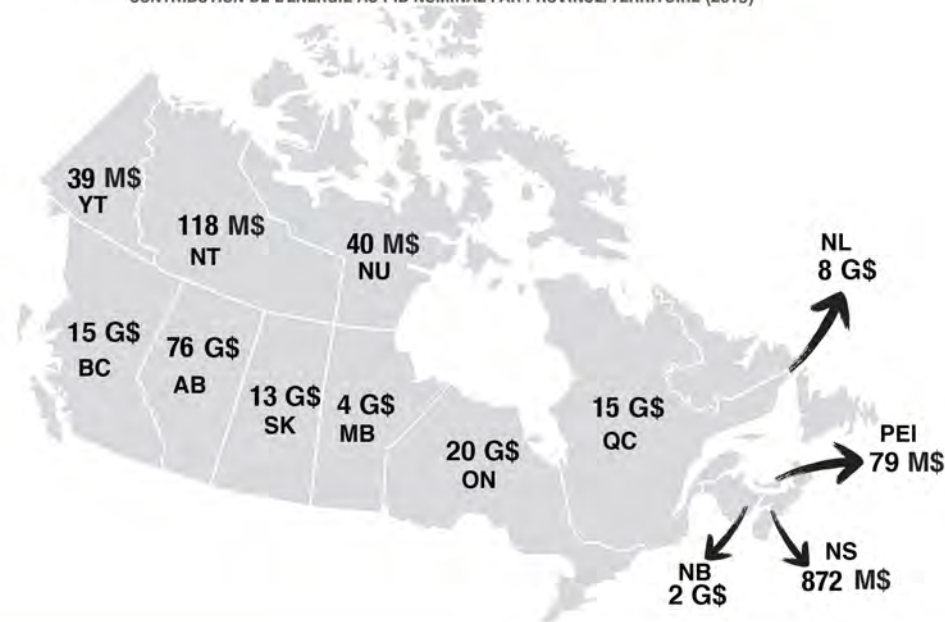 39 M$
YT
118 M$
NT
40 M$
NU
NL
8 G$
15 G$
BC
76 G$
AB
13 G$
SK
4 G$
MB
20 G$
ON
15 G$
QC
PEI
79 M$
NB
2 G$
NS
872 M$